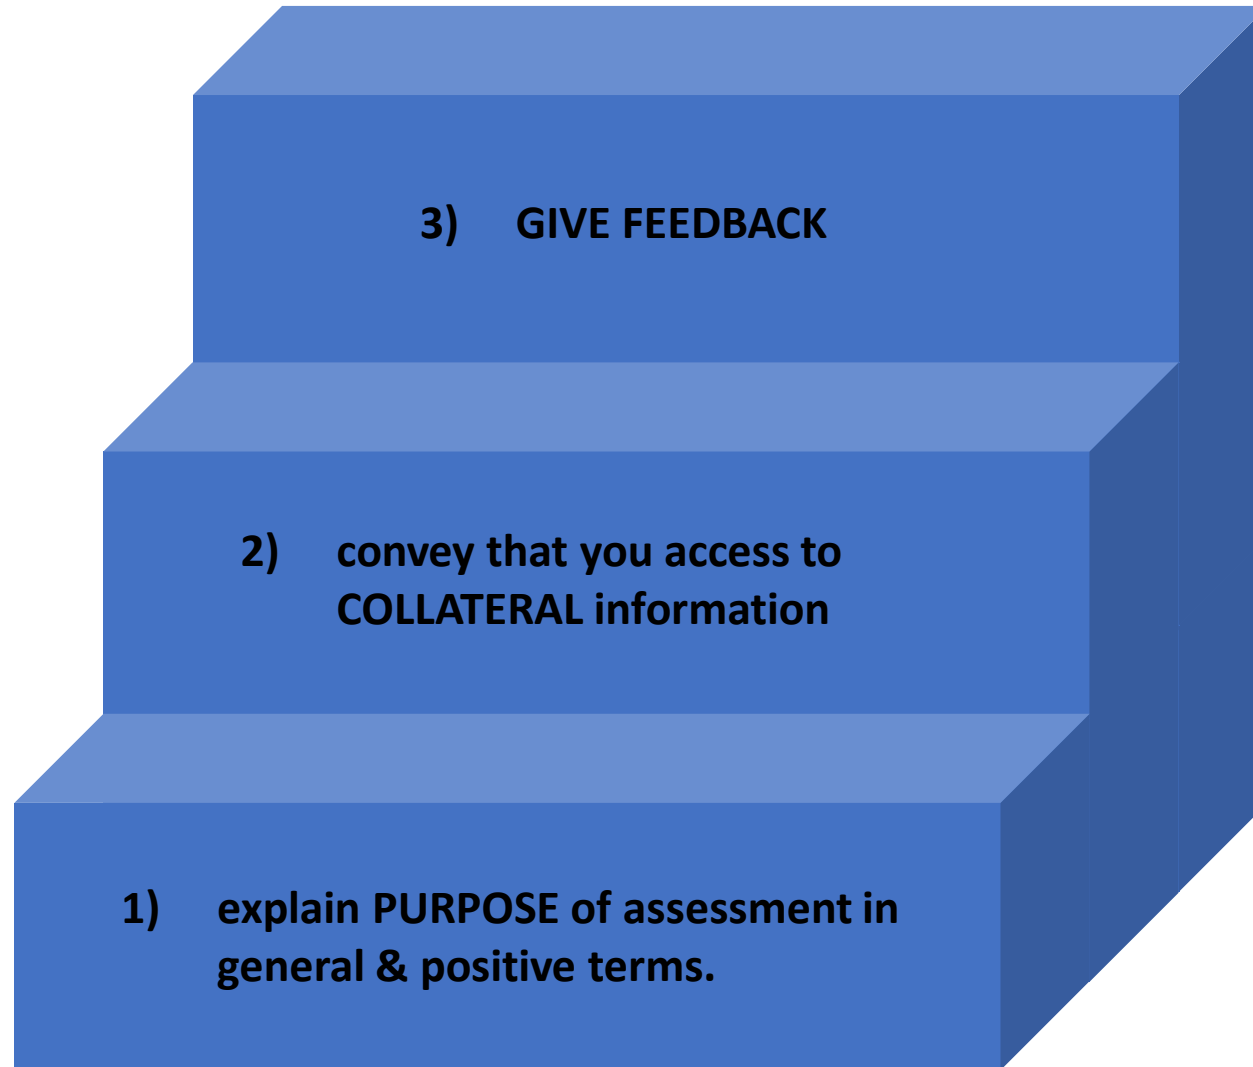 3) GIVE FEEDBACK
2) convey that you access to
COLLATERAL information
1) explain PURPOSE of assessment in
general & positive terms.